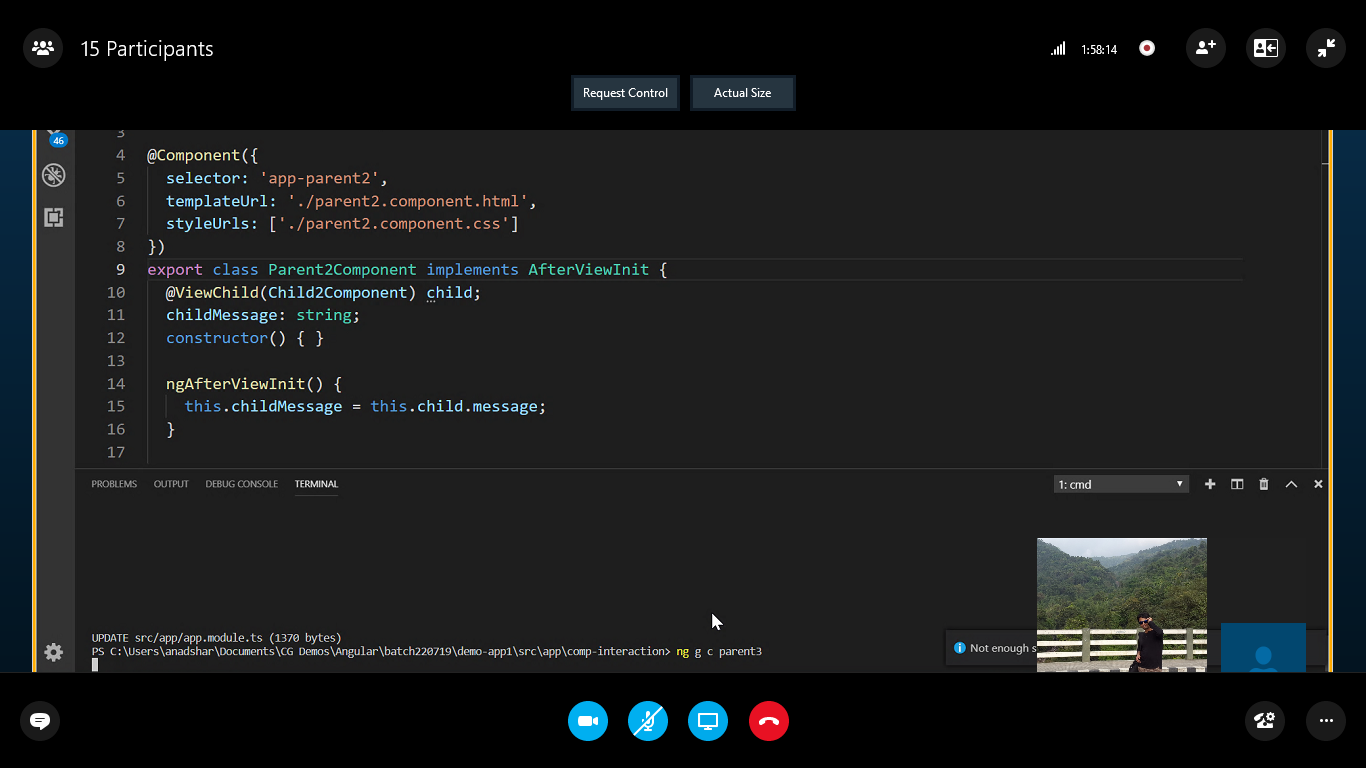 15 Participants
1:58:14
Request Control
Actual Size
46
3
4 @Component({
5 selector: 'app-parent2',
6 templateUrl: './parent2.component.html',
7 styleUrls: ['./parent2.component.css']
8 })
9 export class Parent2Component implements AfterViewInit {
10 @ViewChild(Child2Component) child;
11 childMessage: string;
12 constructor() { }
13
14 ngAfterViewInit() {
15 this.childMessage = this.child.message;
16 }
17
PROBLEMS OUTPUT DEBUG CONSOLE TERMINAL
1: cmd
UPDATE src/app/app.module.ts (1370 bytes)
PS C:\Users\anadshar\Documents\CG Demos\Angular\batch220719\demo-app1\src\app\comp-interaction> ng g c parent3
Not enough